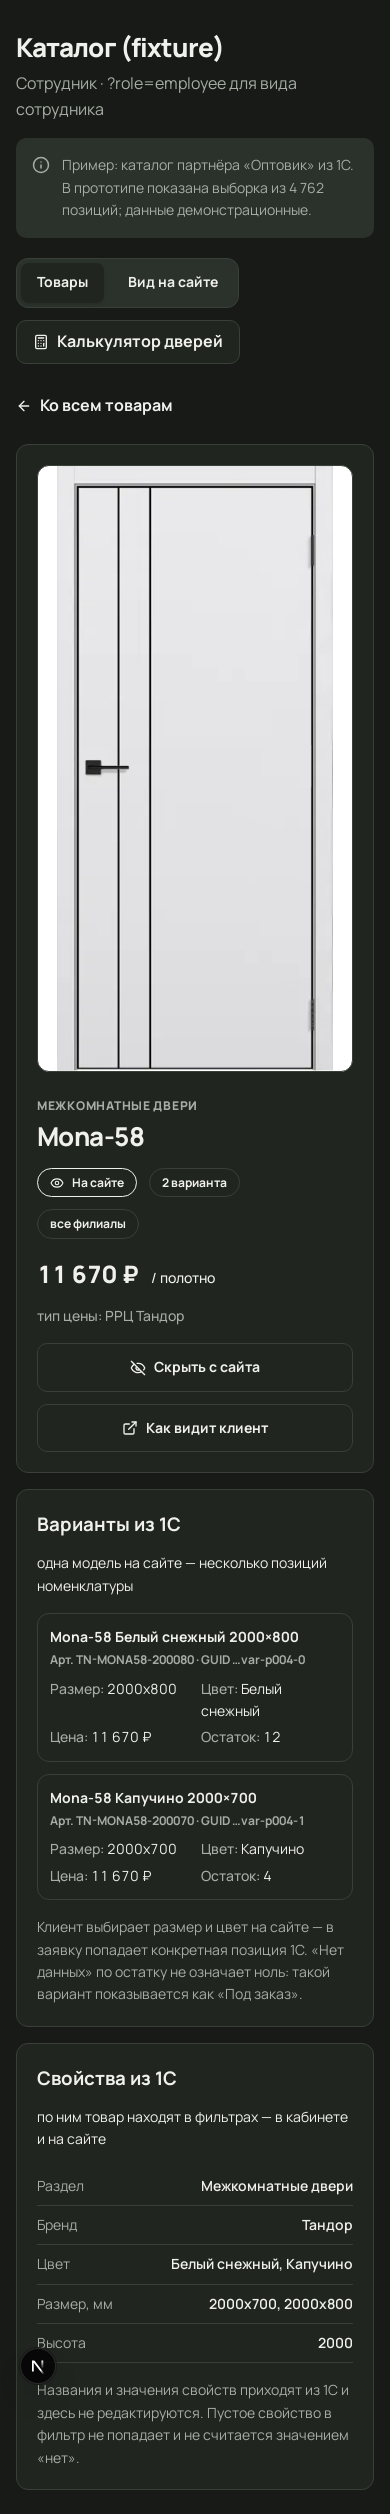 Каталог (fixture)
Сотрудник · ?role=employee для вида
сотрудника
Пример: каталог партнёра «Оптовик» из 1С.
В прототипе показана выборка из 4 762
позиций; данные демонстрационные.
Товары
Вид на сайте
Калькулятор дверей
Ко всем товарам
МЕЖКОМНАТНЫЕ ДВЕРИ
Mona-58
На сайте
2 варианта
все филиалы
11 670 ₽ / полотно
тип цены: РРЦ Тандор
Скрыть с сайта
Как видит клиент
Варианты из 1С
одна модель на сайте — несколько позиций
номенклатуры
Mona-58 Белый снежный 2000×800
Арт. TN-MONA58-200080 · GUID …var-p004-0
Размер: 2000х800 Цвет: Белый
снежный
Цена: 11 670 ₽ Остаток: 12
Mona-58 Капучино 2000×700
Арт. TN-MONA58-200070 · GUID …var-p004-1
Размер: 2000х700 Цвет: Капучино
Цена: 11 670 ₽ Остаток: 4
Клиент выбирает размер и цвет на сайте — в
заявку попадает конкретная позиция 1С. «Нет
данных» по остатку не означает ноль: такой
вариант показывается как «Под заказ».
Свойства из 1С
по ним товар находят в фильтрах — в кабинете
и на сайте
Раздел Межкомнатные двери
Бренд Тандор
Цвет Белый снежный, Капучино
Размер, мм 2000х700, 2000х800
Высота 2000
N
Названия и значения свойств приходят из 1С и
здесь не редактируются. Пустое свойство в
фильтр не попадает и не считается значением
«нет».